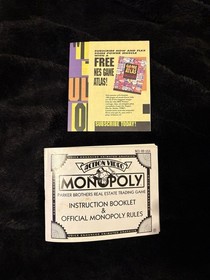 SUBSCRIBE NOW AND PLAY
FREE
NES GAME
ATLAS!
SUBSCRIBE TODAY!
ACTION VIDEO
MONOPOLY
PARKER BROTHERS REAL ESTATE TRADING GAME
INSTRUCTION BOOKLET
&
OFFICIAL MONOPOLY RULES